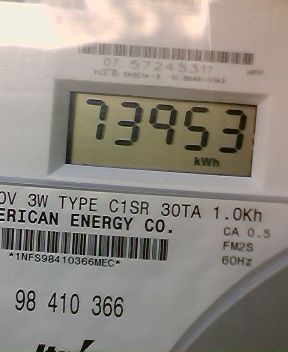 07 57245311
73953
kWh
0V 3W TYPE C1SR 30TA 1.0Kh
ERICAN ENERGY CO.
CA 0.5
FM2S
60Hz
*1NFS98410366MEC*
98 410 366